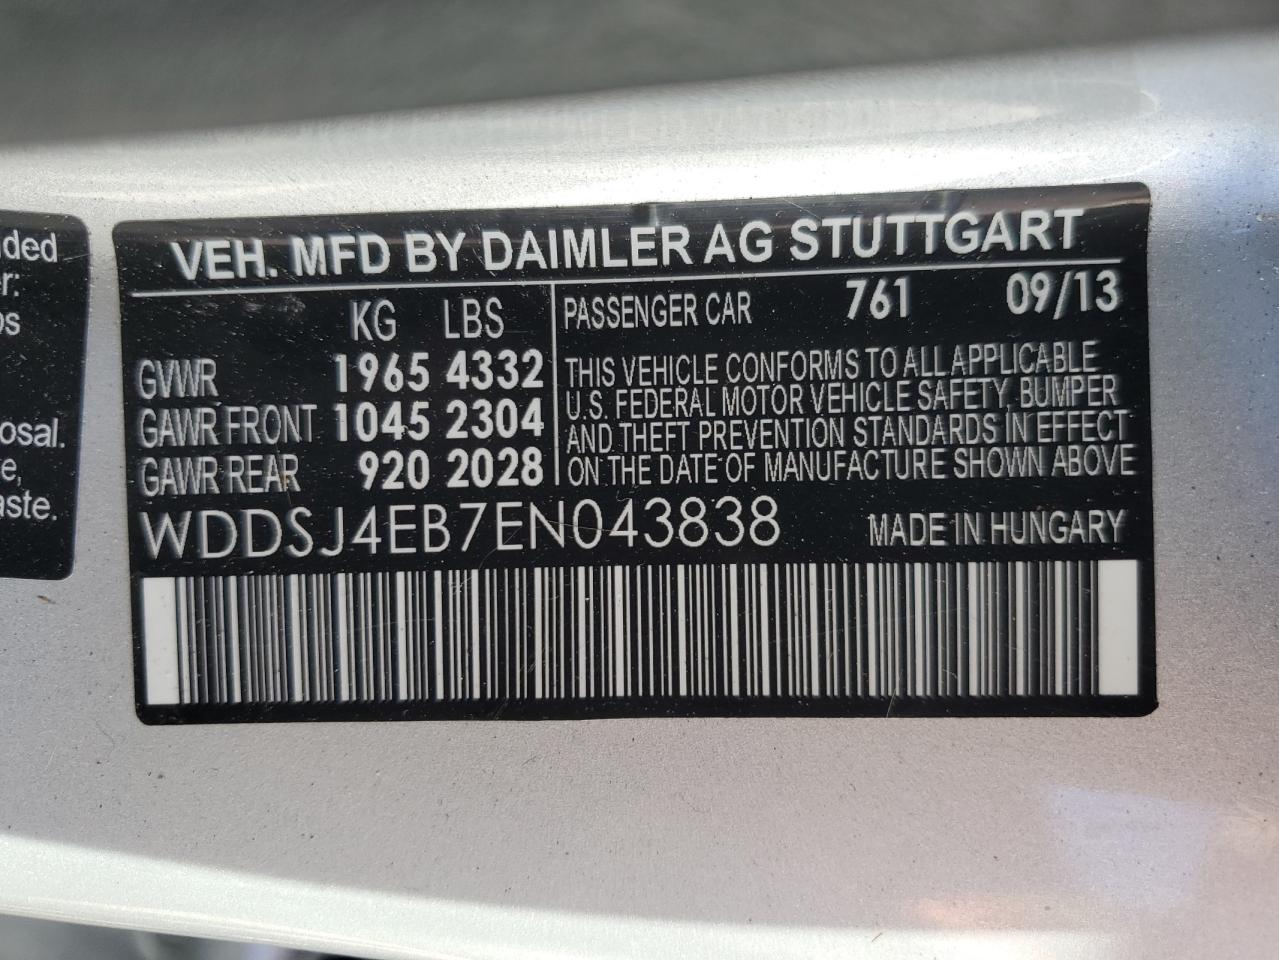 ided
r:
os
osal.
e,
aste.
VEH. MFD BY DAIMLER AG STUTTGART
KG LBS
GVWR 1965 4332
GAWR FRONT 1045 2304
GAWR REAR 920 2028
PASSENGER CAR 761 09/13
THIS VEHICLE CONFORMS TO ALL APPLICABLE
U.S. FEDERAL MOTOR VEHICLE SAFETY, BUMPER
AND THEFT PREVENTION STANDARDS IN EFFECT
ON THE DATE OF MANUFACTURE SHOWN ABOVE
WDDSJ4EB7EN043838 MADE IN HUNGARY